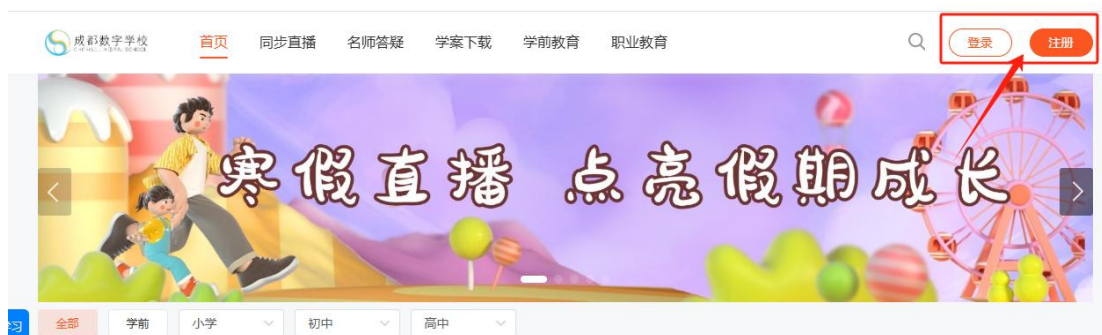 成都数字学校 首页 同步直播 名师答疑 学案下载 学前教育 职业教育 登录 注册
寒假直播 点亮假期成长
习 全部 学前 小学 初中 高中